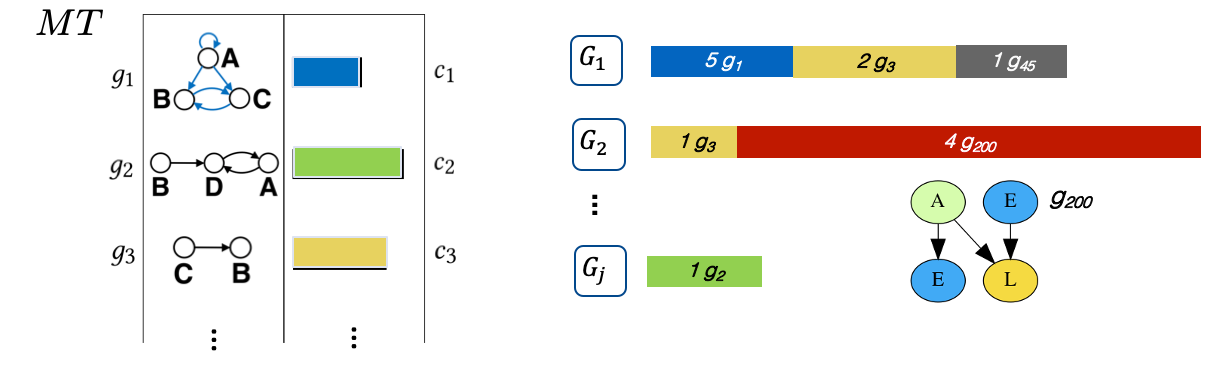 MT
g1
A
B
C
c1
g2
B
D
A
c2
g3
C
B
c3
⋮
⋮
G1
5 g1
2 g3
1 g45
G2
1 g3
4 g200
⋮
A
E
g200
E
L
Gj
1 g2